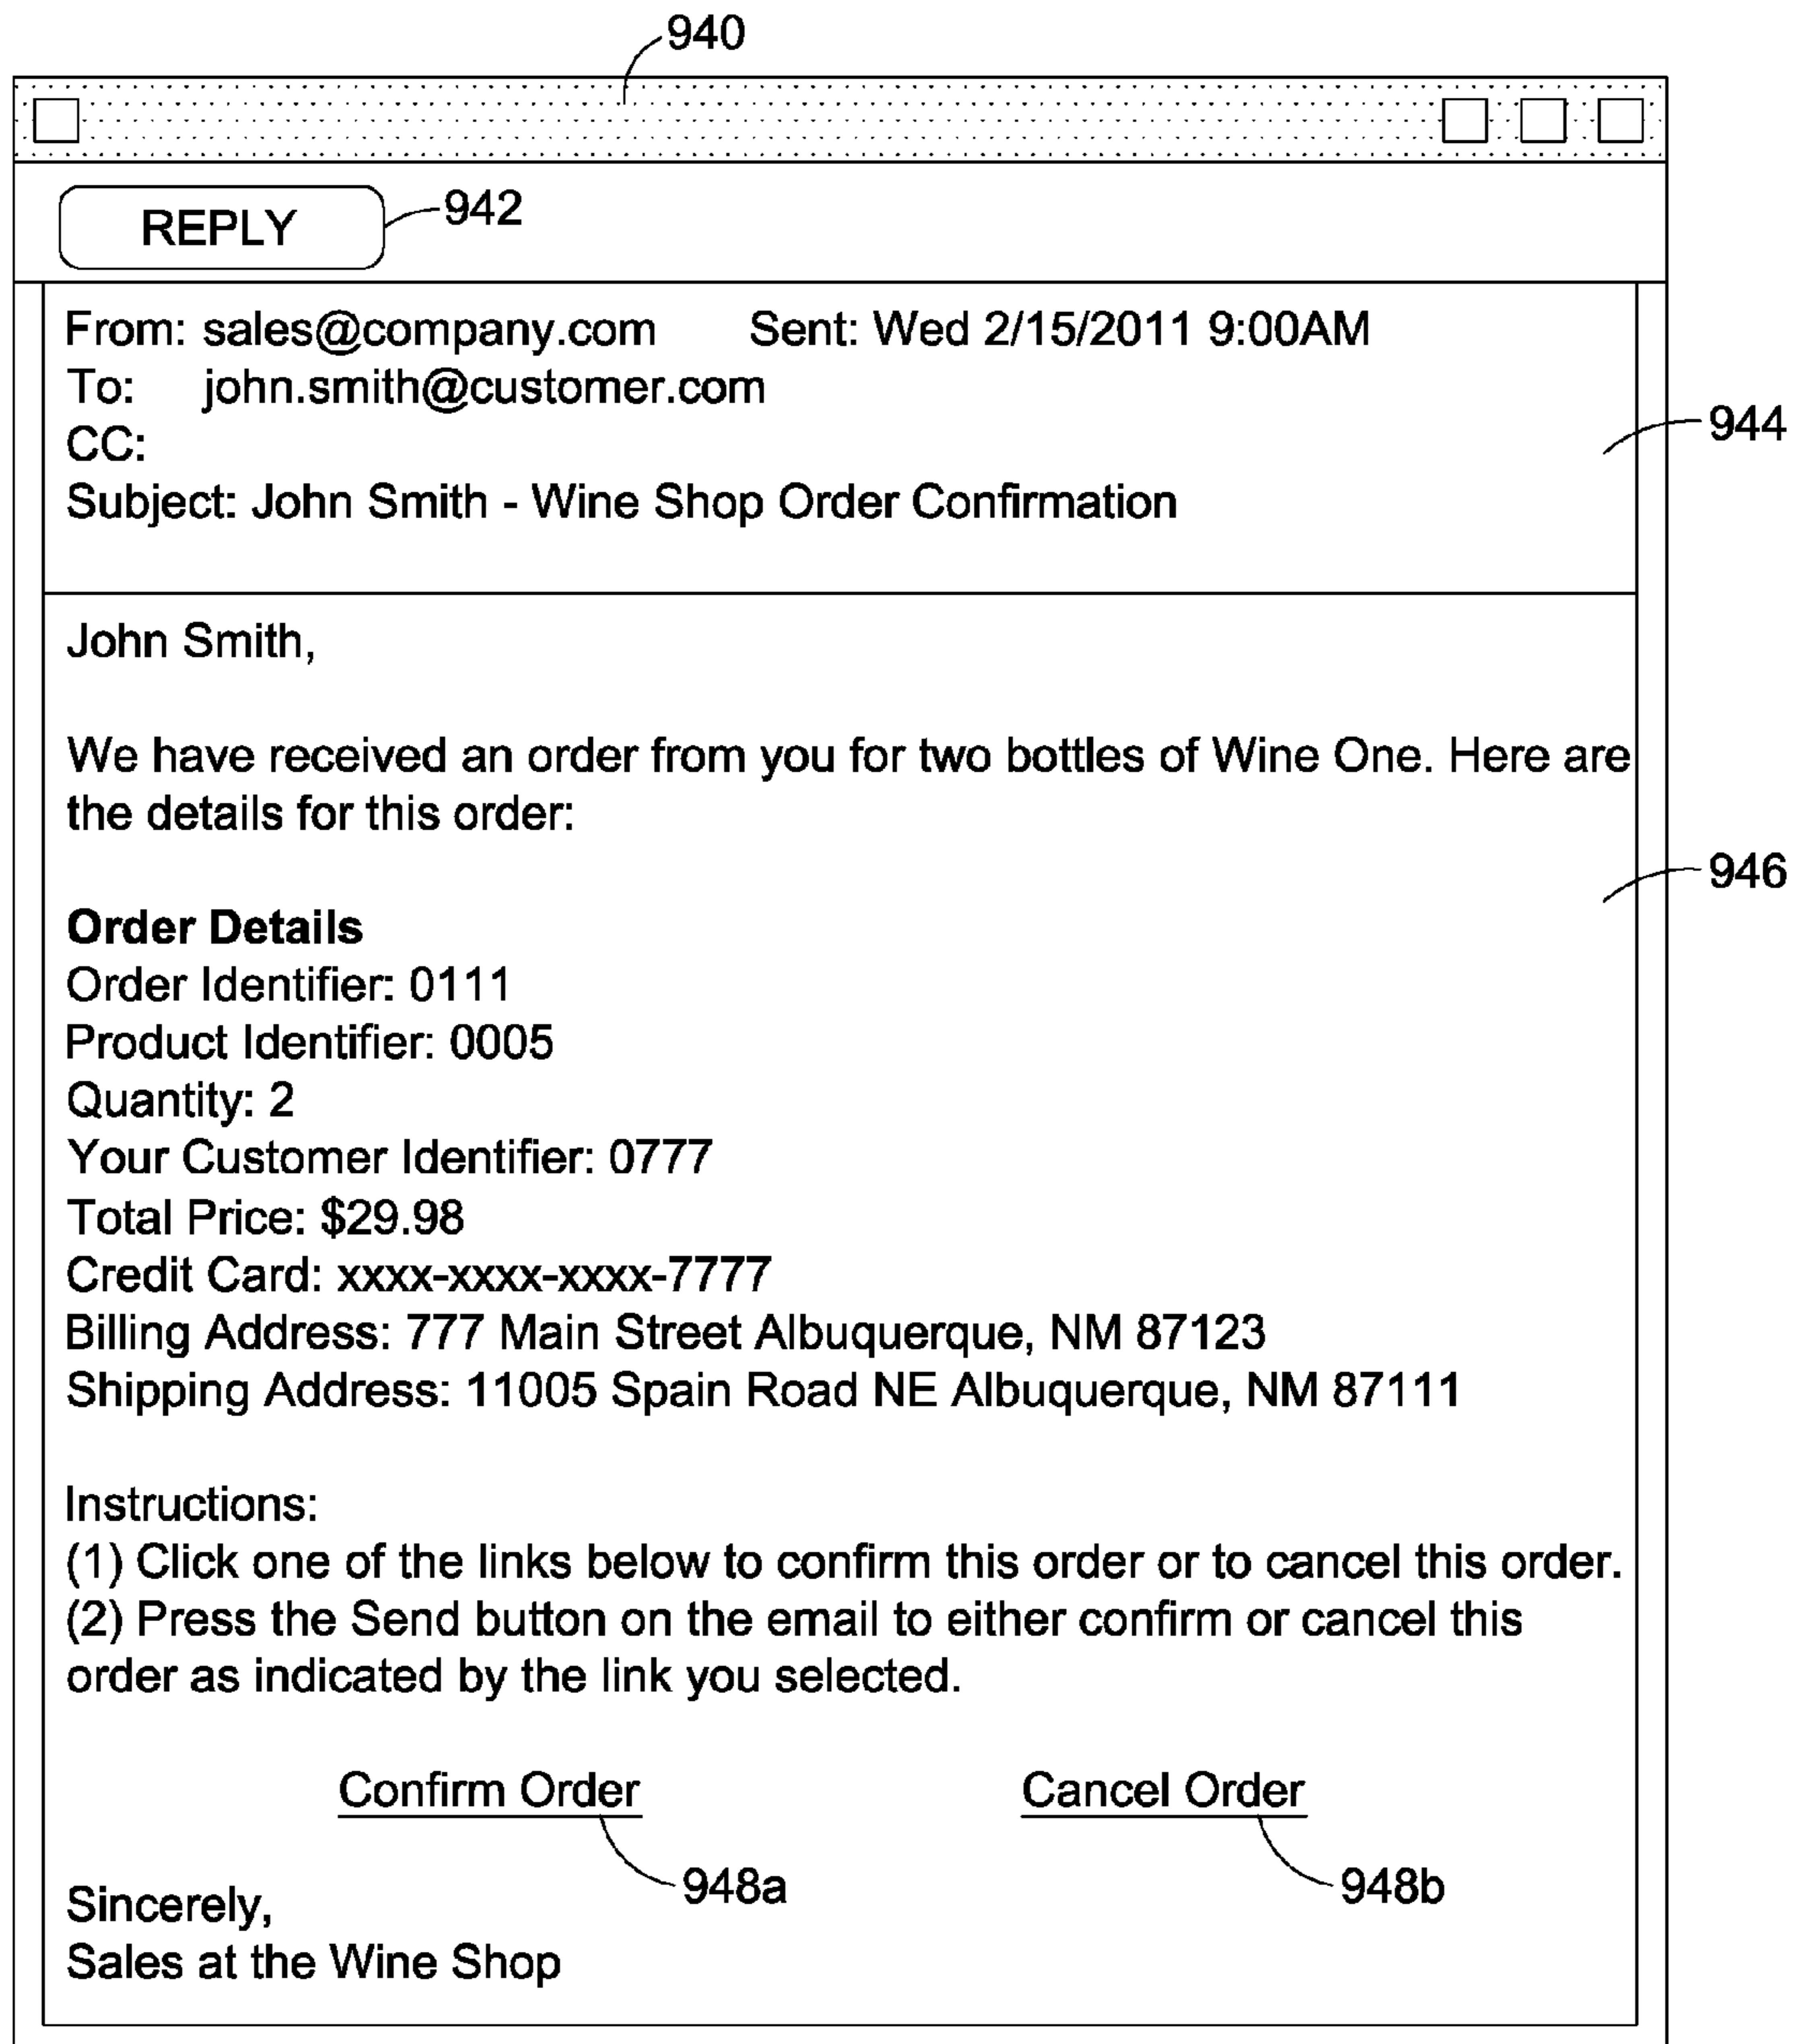 940
REPLY 942
From: sales@company.com Sent: Wed 2/15/2011 9:00AM
To: john.smith@customer.com
CC:
944
Subject: John Smith - Wine Shop Order Confirmation
John Smith,
We have received an order from you for two bottles of Wine One. Here are
the details for this order:
946
Order Details
Order Identifier: 0111
Product Identifier: 0005
Quantity: 2
Your Customer Identifier: 0777
Total Price: $29.98
Credit Card: xxxx-xxxx-xxxx-7777
Billing Address: 777 Main Street Albuquerque, NM 87123
Shipping Address: 11005 Spain Road NE Albuquerque, NM 87111
Instructions:
(1) Click one of the links below to confirm this order or to cancel this order.
(2) Press the Send button on the email to either confirm or cancel this
order as indicated by the link you selected.
Confirm Order Cancel Order
948a 948b
Sincerely,
Sales at the Wine Shop